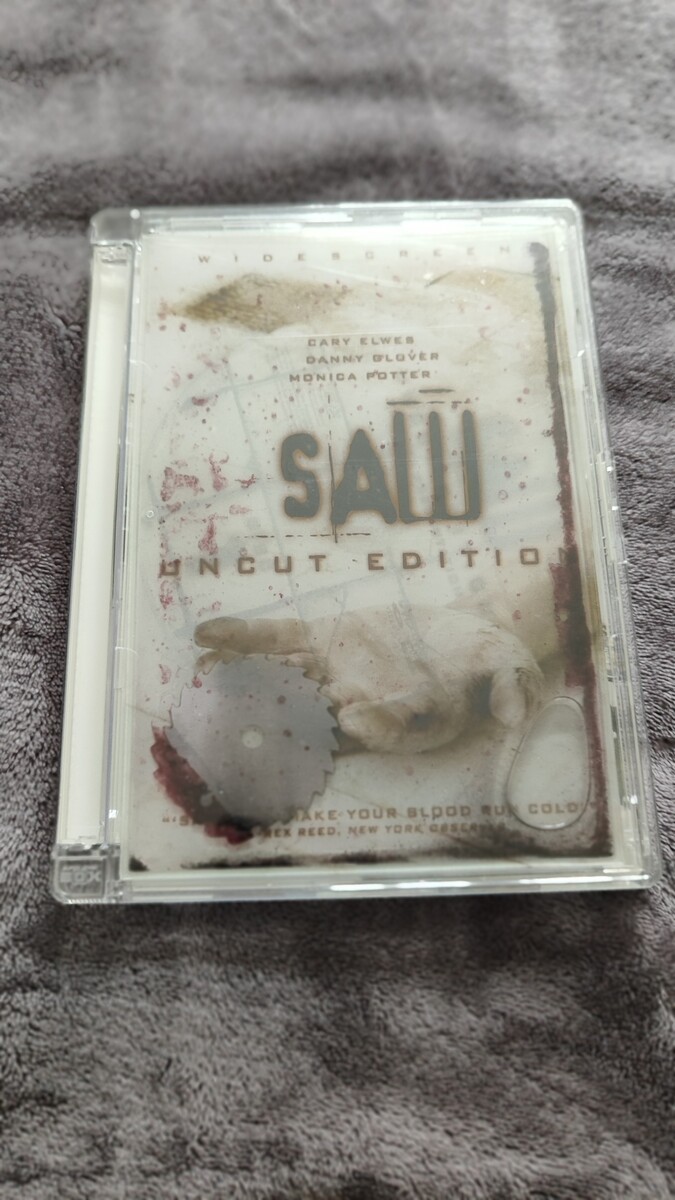 WIDESCREEN
CARY ELWES
DANNY GLOVER
MONICA POTTER
SAW
UNCUT EDITION
MAKE YOUR BLOOD RUN COLD
REX REED, NEW YORK OBSERVER